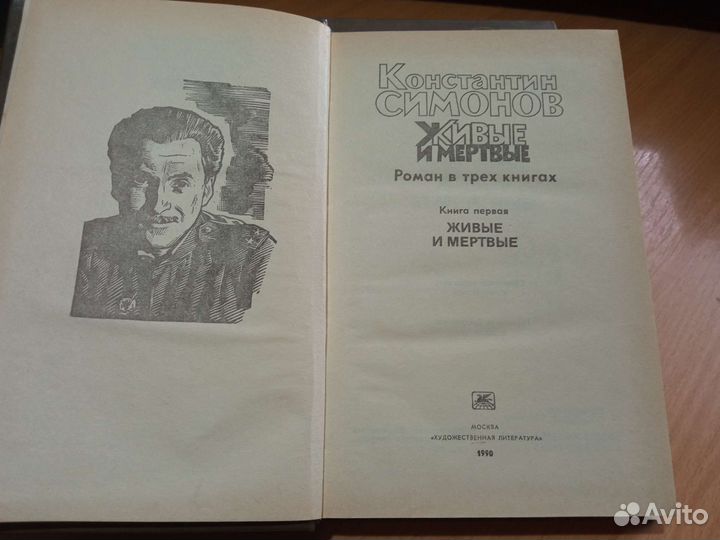 Константин
СИМОНОВ
ЖИВЫЕ
И МЕРТВЫЕ
Роман в трех книгах
Книга первая
ЖИВЫЕ
И МЕРТВЫЕ
МОСКВА
«ХУДОЖЕСТВЕННАЯ ЛИТЕРАТУРА»
1990
Avito